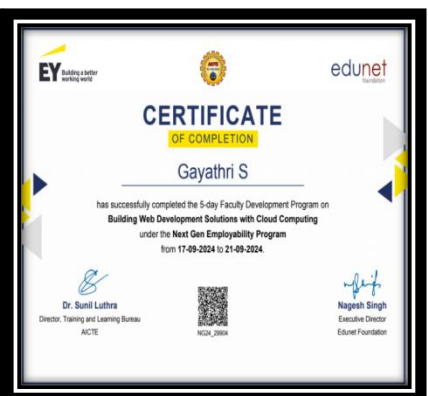 EY Building a better
working world
AICTE
edunet
foundation
CERTIFICATE
OF COMPLETION
Gayathri S
has successfully completed the 5-day Faculty Development Program on
Building Web Development Solutions with Cloud Computing
under the Next Gen Employability Program
from 17-09-2024 to 21-09-2024.
Dr. Sunil Luthra
Director, Training and Learning Bureau
AICTE
NG24_29904
Nagesh Singh
Executive Director
Edunet Foundation